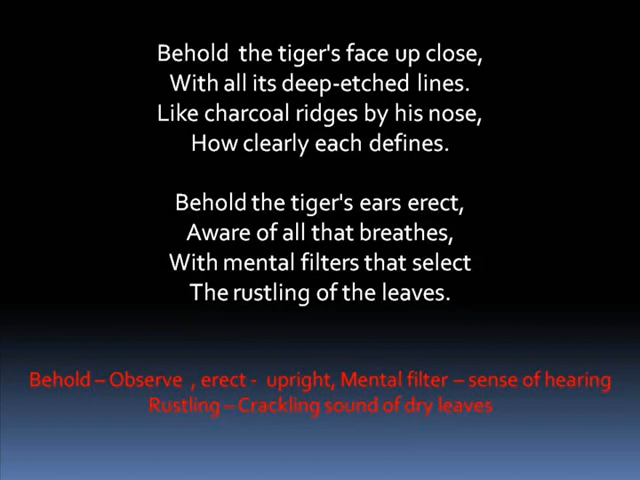 Behold  the tiger's face up close,
With all its deep-etched lines.
Like charcoal ridges by his nose,
How clearly each defines.
Behold the tiger's ears erect,
Aware of all that breathes,
With mental filters that select
The rustling of the leaves.
Behold – Observe  , erect -  upright, Mental filter – sense of hearing
Rustling – Crackling sound of dry leaves